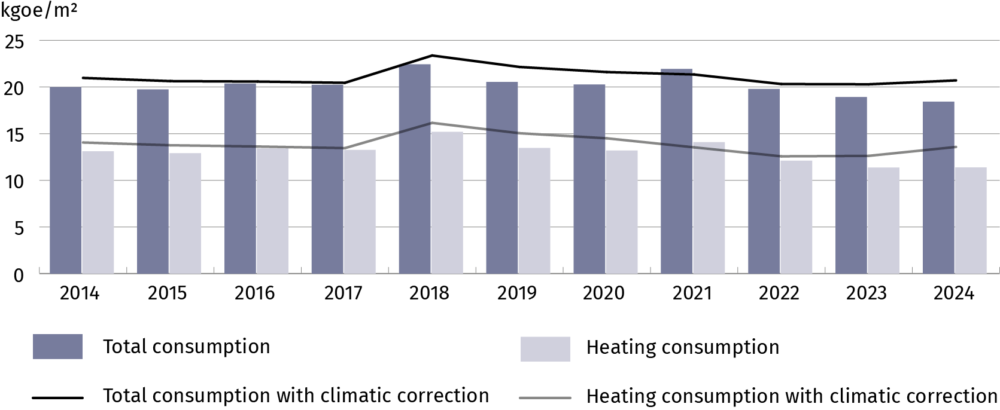 kgoe/m²
25
20
15
10
5
0
2014 2015 2016 2017 2018 2019 2020 2021 2022 2023 2024
Total consumption Heating consumption
Total consumption with climatic correction Heating consumption with climatic correction